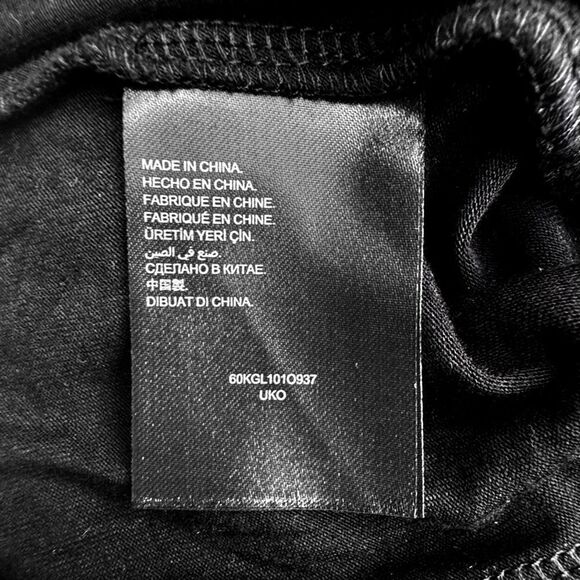 MADE IN CHINA.
HECHO EN CHINA.
FABRIQUE EN CHINE.
FABRIQUÉ EN CHINE.
ÜRETİM YERİ ÇİN.
صنع في الصين.
СДЕЛАНО В КИТАЕ.
中国製.
DIBUAT DI CHINA.
60KGL101O937
UKO